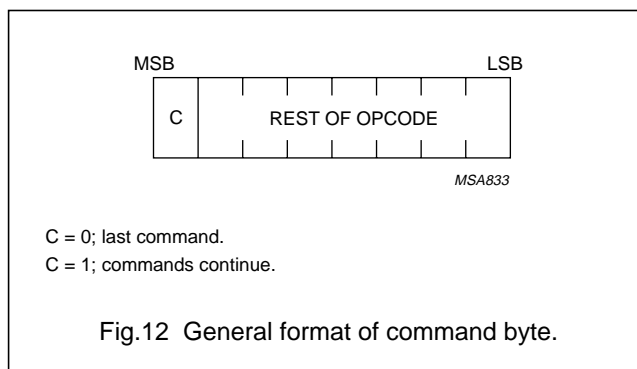 MSB LSB
C REST OF OPCODE
MSA833
C = 0; last command.
C = 1; commands continue.
Fig.12 General format of command byte.